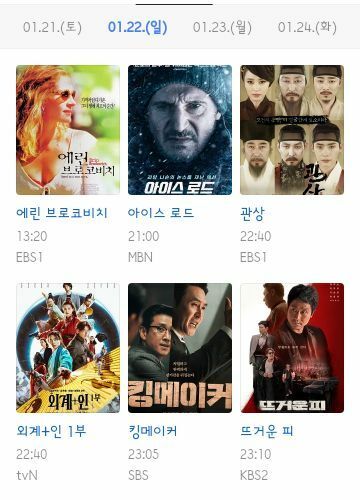 01.21.(토) 01.22.(일) 01.23.(월) 01.24.(화)
에린
브로코비치
아이스 로드
관상
에린 브로코비치 아이스 로드 관상
13:20 21:00 22:40
EBS1 MBN EBS1
외계+인 1부
킹메이커
뜨거운 피
외계+인 1부 킹메이커 뜨거운 피
22:40 23:05 23:10
tvN SBS KBS2